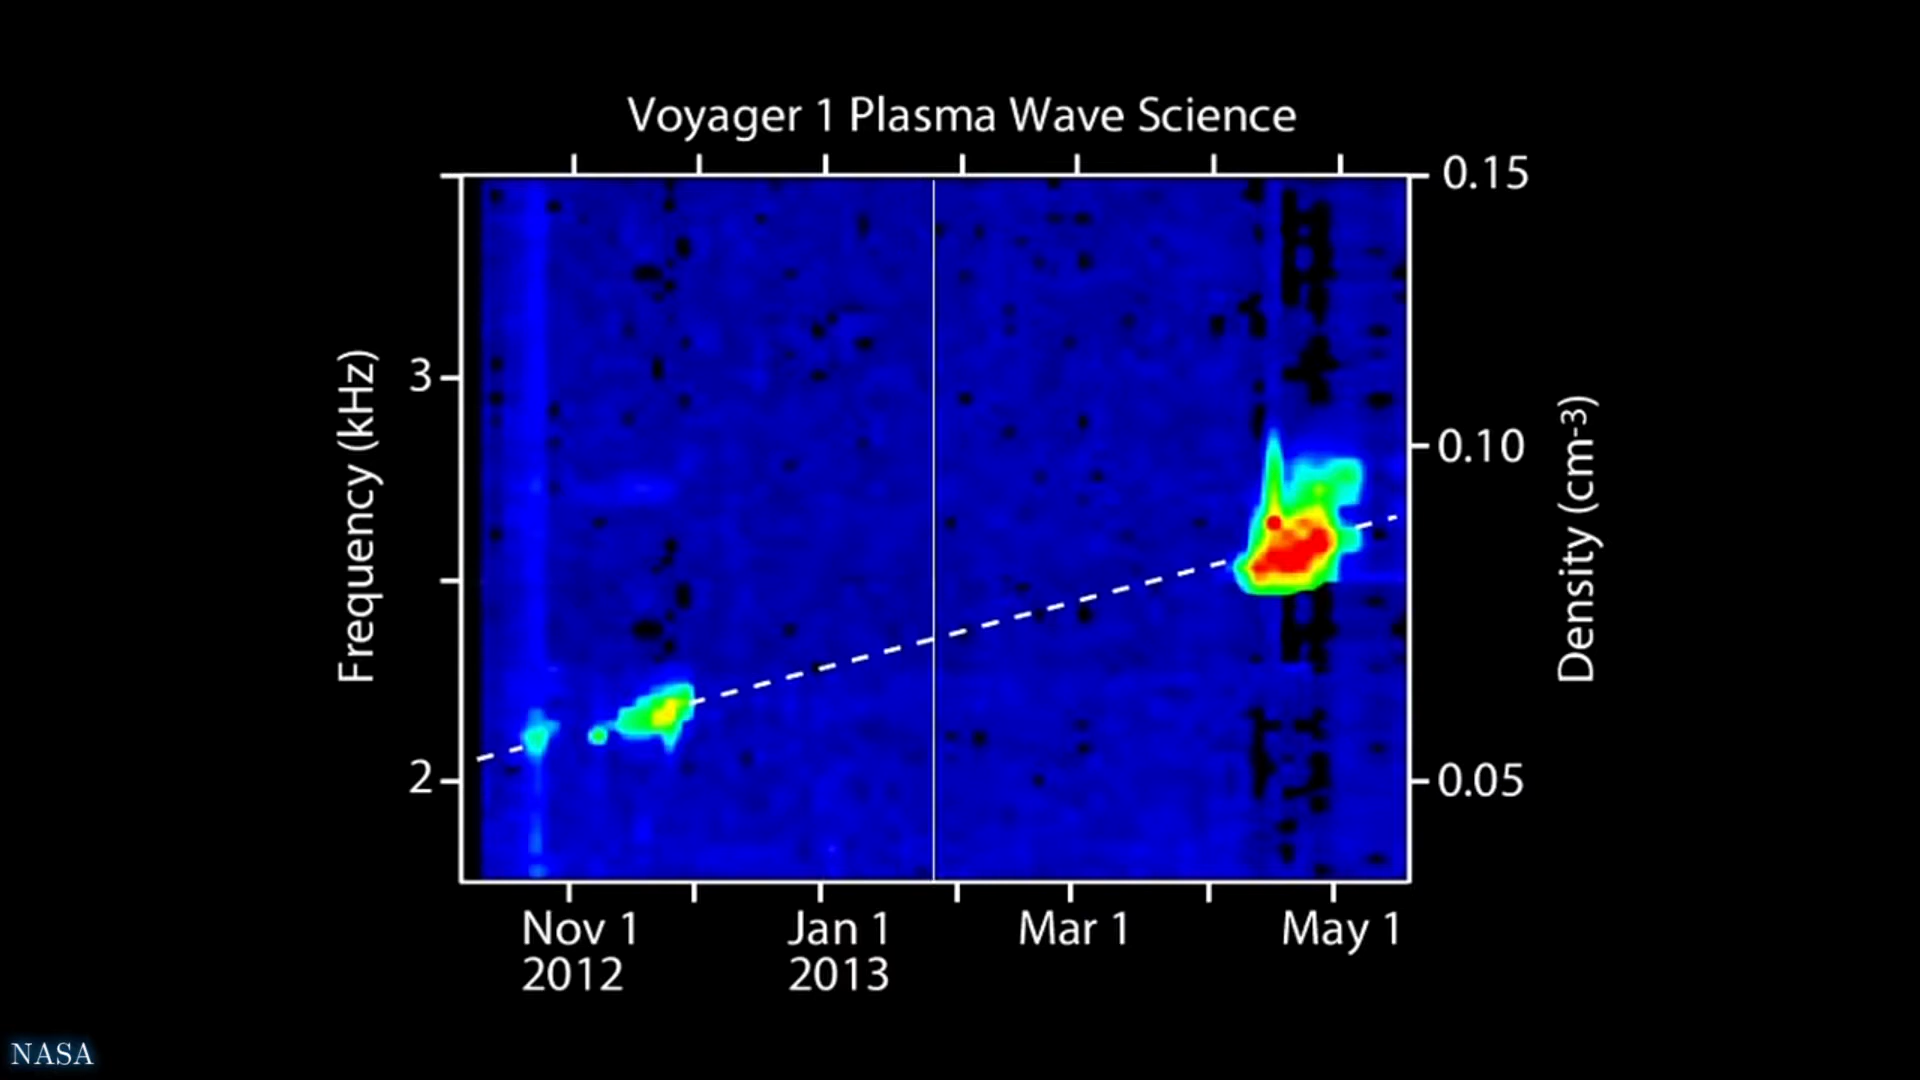 Voyager 1 Plasma Wave Science
0.15
3
0.10
2
0.05
Frequency (kHz)
Density (cm-3)
Nov 1
2012
Jan 1
2013
Mar 1
May 1
NASA